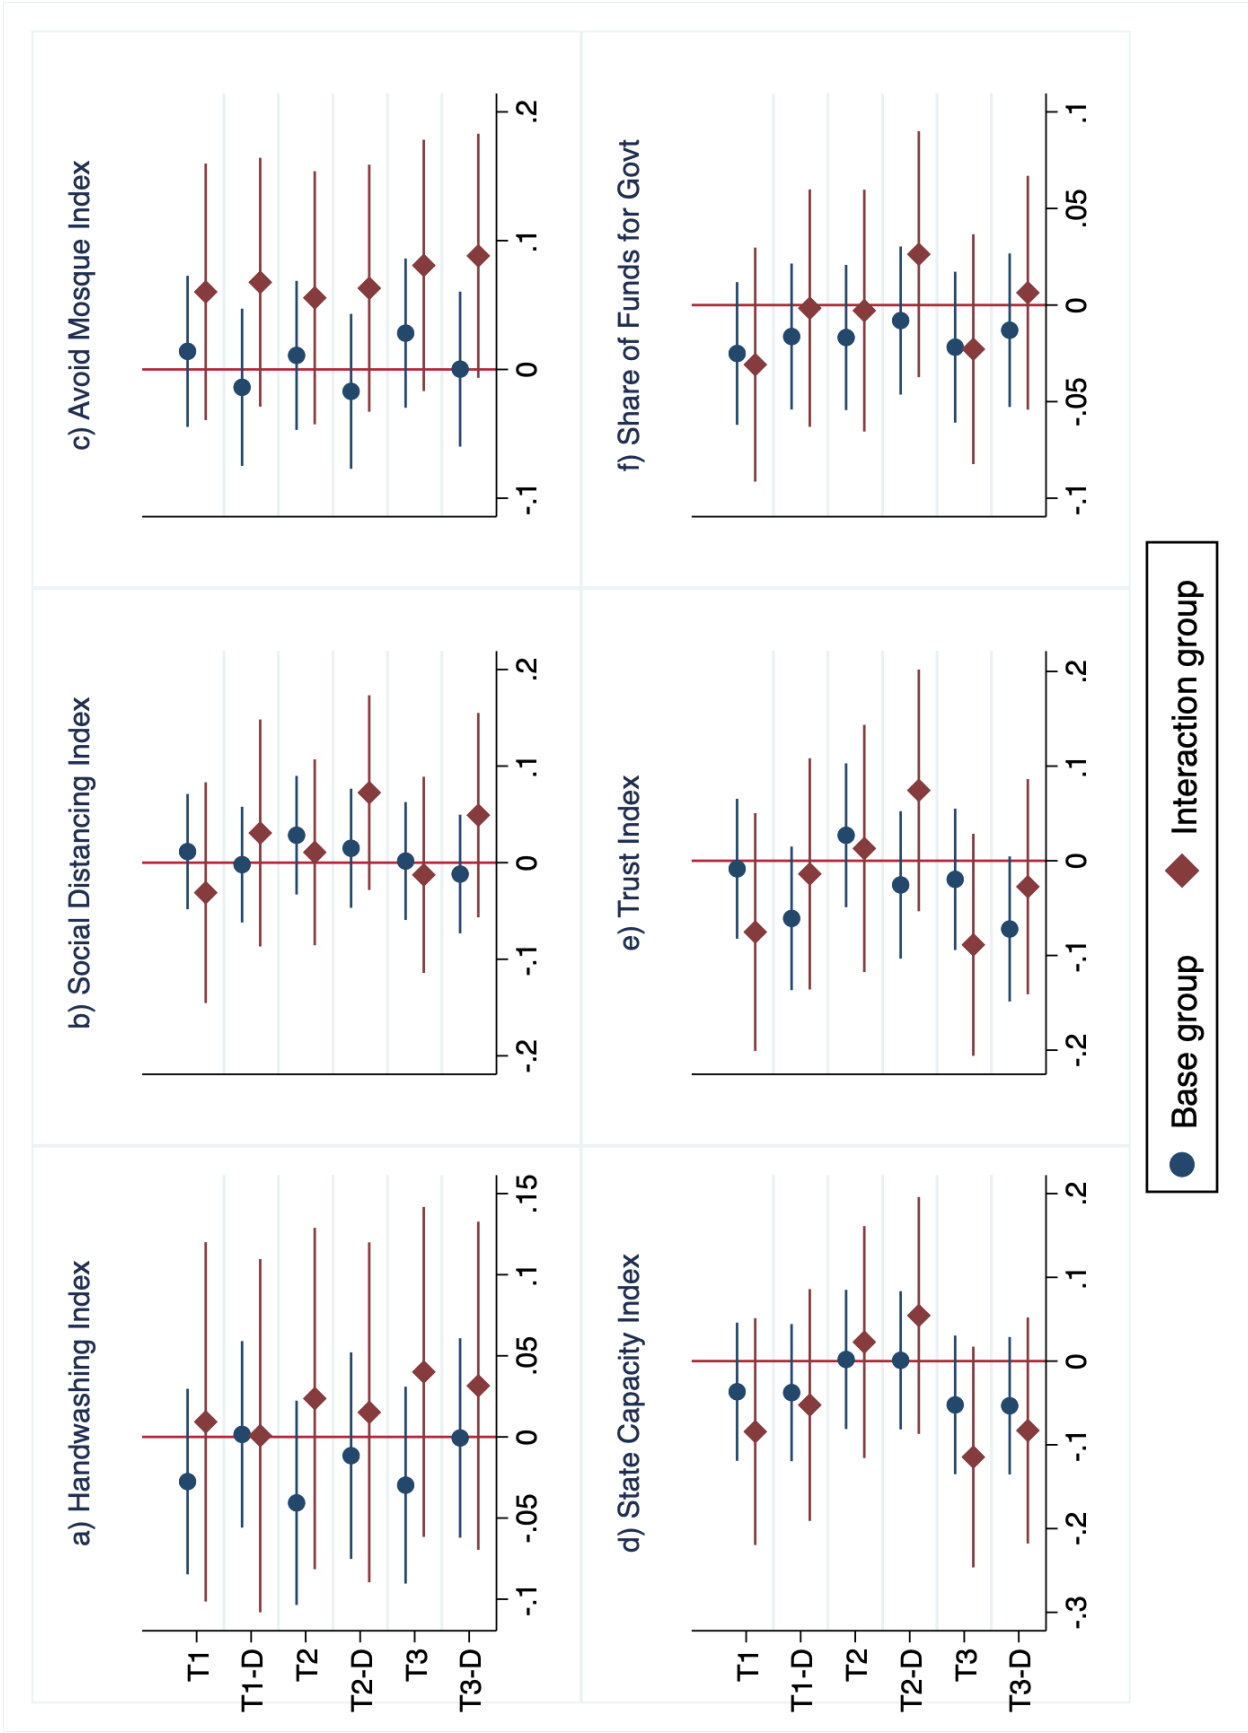 a) Handwashing Index
T1
T1-D
T2
T2-D
T3
T3-D
-.1 -.05 0 .05 .1 .15
b) Social Distancing Index
-.2 -.1 0 .1 .2
c) Avoid Mosque Index
-.1 0 .1 .2
d) State Capacity Index
T1
T1-D
T2
T2-D
T3
T3-D
-.3 -.2 -.1 0 .1 .2
e) Trust Index
-.2 -.1 0 .1 .2
f) Share of Funds for Govt
-.1 -.05 0 .05 .1
Base group Interaction group